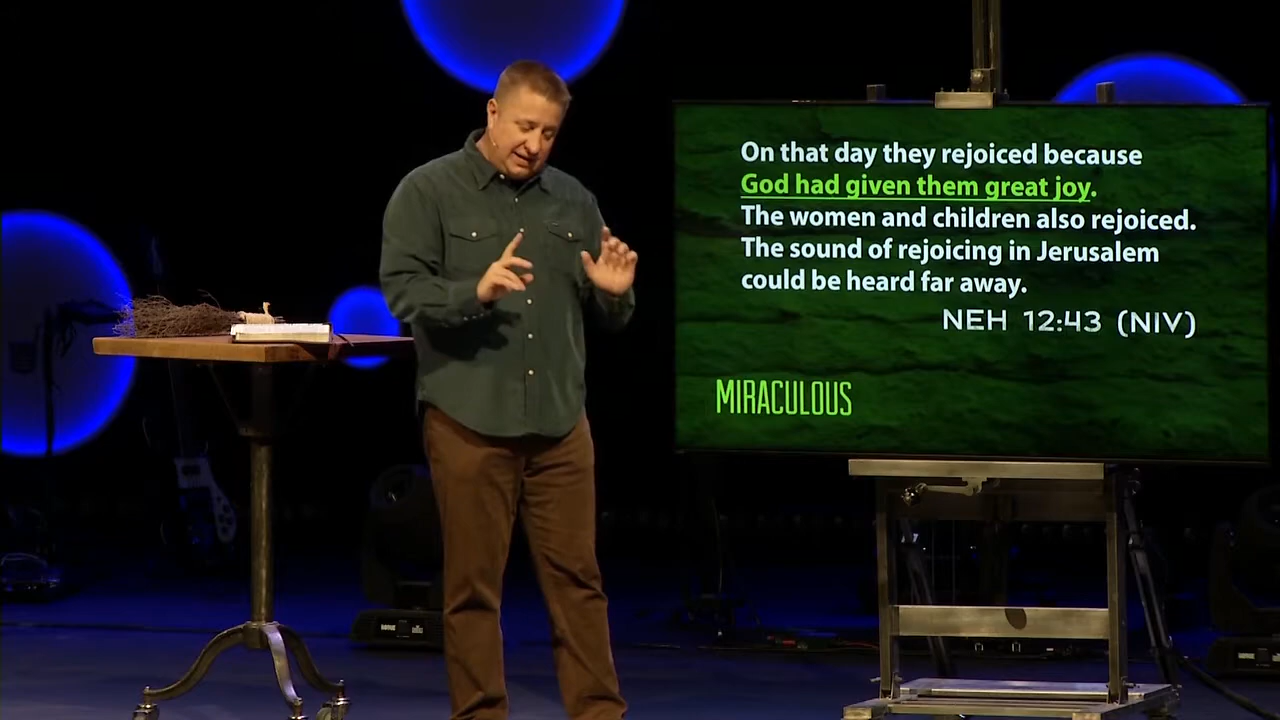 On that day they rejoiced because
God had given them great joy.
The women and children also rejoiced.
The sound of rejoicing in Jerusalem
could be heard far away.
NEH 12:43 (NIV)
MIRACULOUS